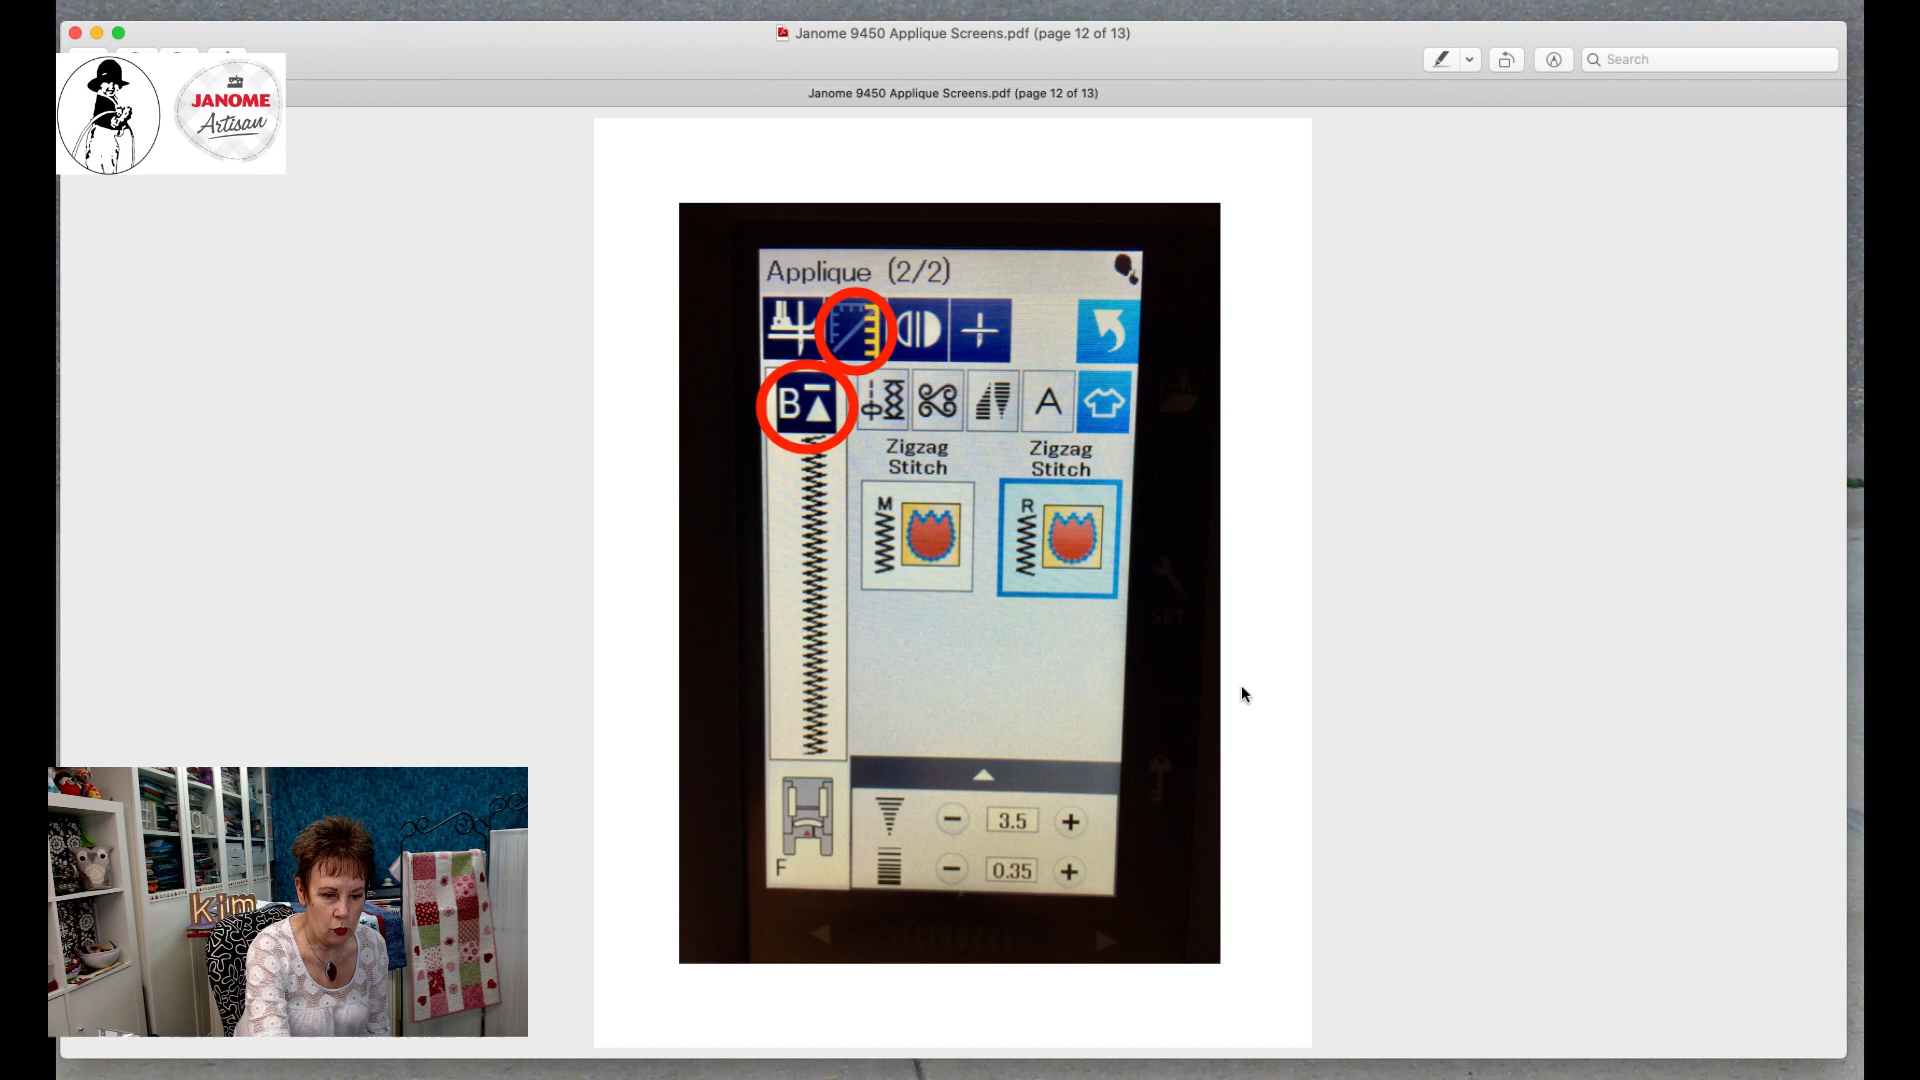 Janome 9450 Applique Screens.pdf (page 12 of 13)
Search
Janome 9450 Applique Screens.pdf (page 12 of 13)
JANOME
Artisan
Applique (2/2)
B
A
Zigzag Stitch
Zigzag Stitch
M
R
SET
3.5
F
0.35
kim